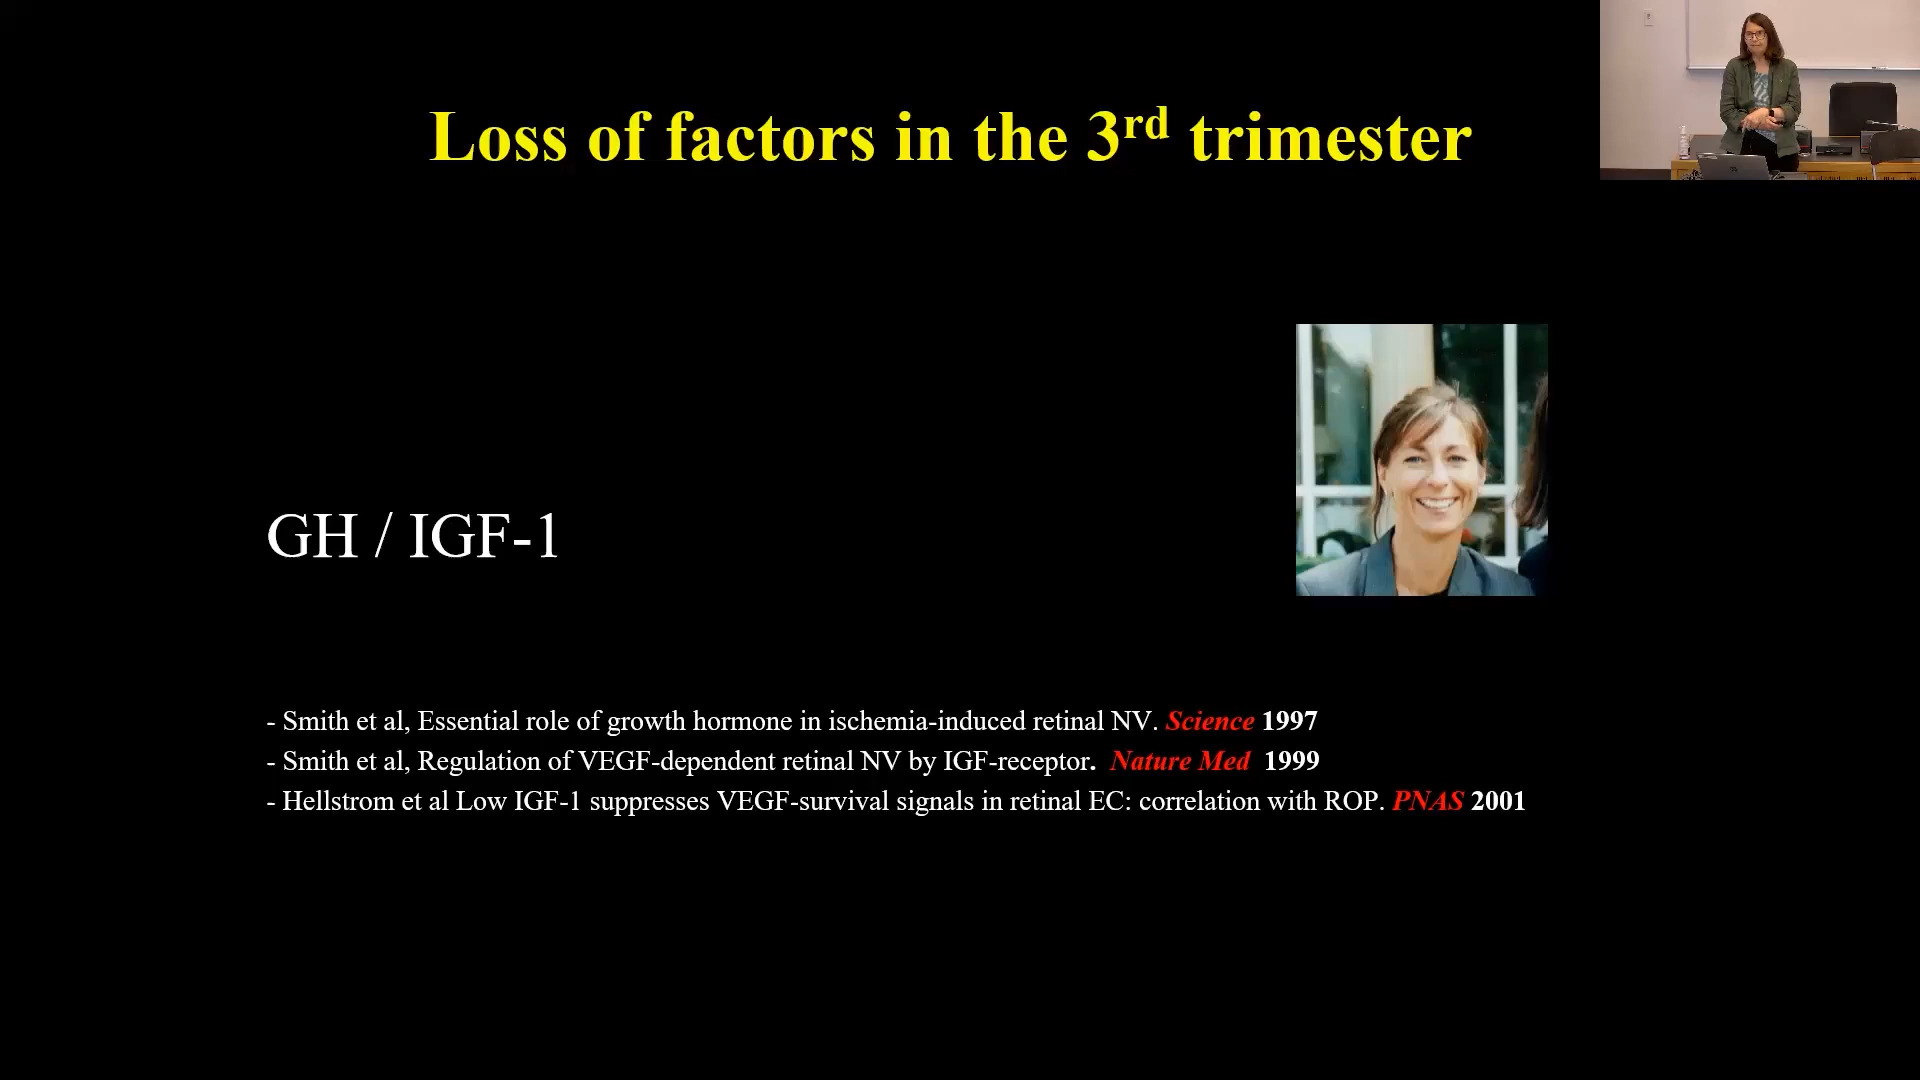 Loss of factors in the 3rd trimester
GH / IGF-1
- Smith et al, Essential role of growth hormone in ischemia-induced retinal NV. Science 1997
- Smith et al, Regulation of VEGF-dependent retinal NV by IGF-receptor. Nature Med 1999
- Hellstrom et al Low IGF-1 suppresses VEGF-survival signals in retinal EC: correlation with ROP. PNAS 2001